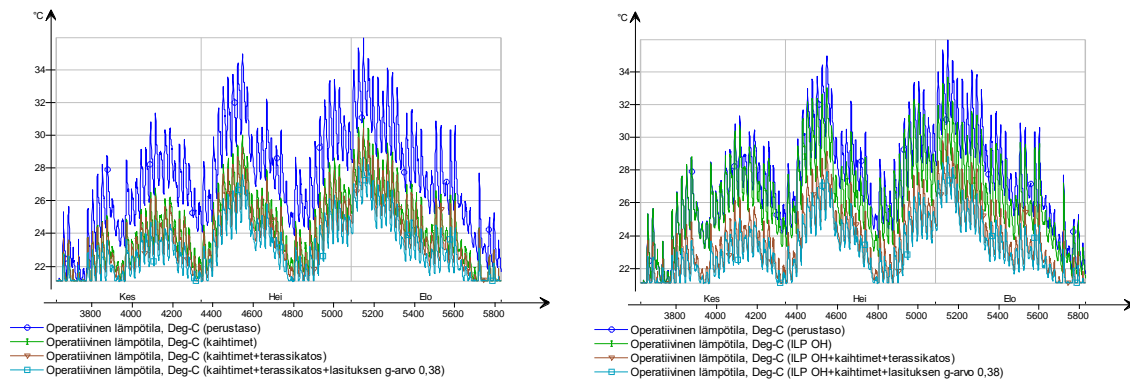 °C
34
32
30
28
26
24
22
3800 4000 4200 4400 4600 4800 5000 5200 5400 5600 5800
Kes Hei Elo
Operatiivinen lämpötila, Deg-C (perustaso)
Operatiivinen lämpötila, Deg-C (kaihtimet)
Operatiivinen lämpötila, Deg-C (kaihtimet+terassikatos)
Operatiivinen lämpötila, Deg-C (kaihtimet+terassikatos+lasituksen g-arvo 0,38)
°C
34
32
30
28
26
24
22
Kes Hei Elo
3800 4000 4200 4400 4600 4800 5000 5200 5400 5600 5800
Operatiivinen lämpötila, Deg-C (perustaso)
Operatiivinen lämpötila, Deg-C (ILP OH)
Operatiivinen lämpötila, Deg-C (ILP OH+kaihtimet+terassikatos)
Operatiivinen lämpötila, Deg-C (ILP OH+kaihtimet+lasituksen g-arvo 0,38)